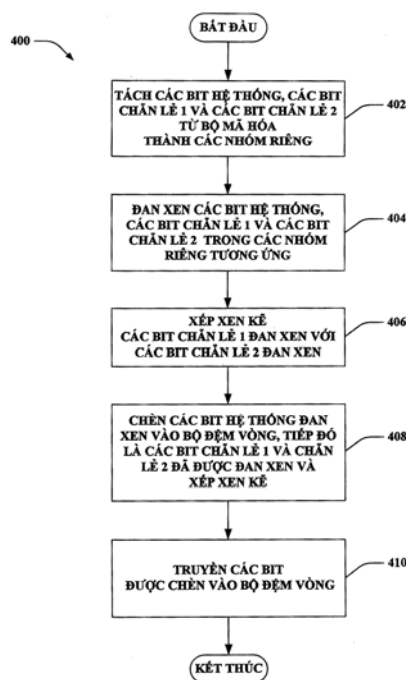 400
BẮT ĐẦU
TÁCH CÁC BIT HỆ THỐNG, CÁC BIT
CHẴN LẺ 1 VÀ CÁC BIT CHẴN LẺ 2
TỪ BỘ MÃ HÓA
THÀNH CÁC NHÓM RIÊNG
402
ĐAN XEN CÁC BIT HỆ THỐNG,
CÁC BIT CHẴN LẺ 1 VÀ CÁC BIT
CHẴN LẺ 2 TRONG CÁC NHÓM
RIÊNG TƯƠNG ỨNG
404
XẾP XEN KẼ
CÁC BIT CHẴN LẺ 1 ĐAN XEN VỚI
CÁC BIT CHẴN LẺ 2 ĐAN XEN
406
CHÈN CÁC BIT HỆ THỐNG ĐAN
XEN VÀO BỘ ĐỆM VÒNG, TIẾP ĐÓ
LÀ CÁC BIT CHẴN LẺ 1 VÀ CHẴN
LẺ 2 ĐÃ ĐƯỢC ĐAN XEN VÀ
XẾP XEN KẼ
408
TRUYỀN CÁC BIT
ĐƯỢC CHÈN VÀO BỘ ĐỆM VÒNG
410
KẾT THÚC